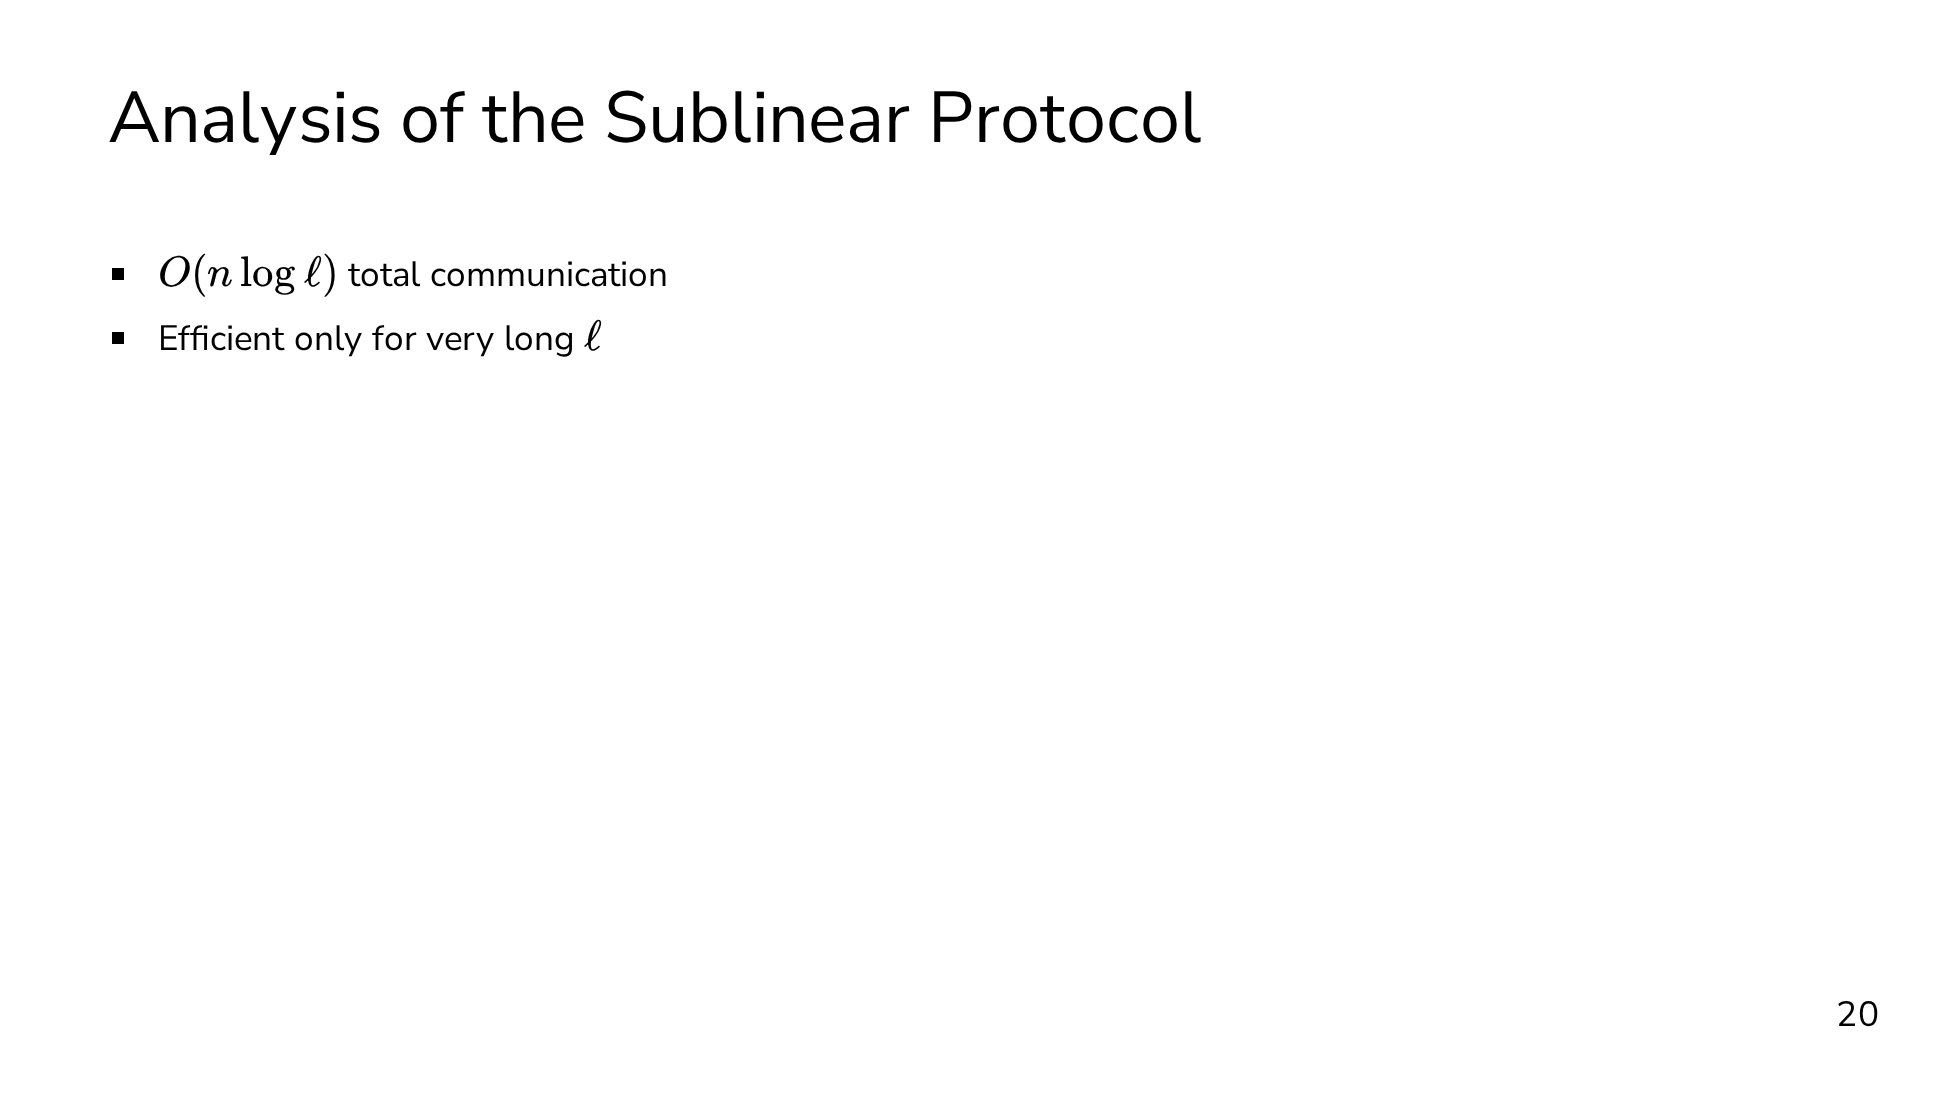 Analysis of the Sublinear Protocol
▪ O(n log ℓ) total communication
▪ Efficient only for very long ℓ
20